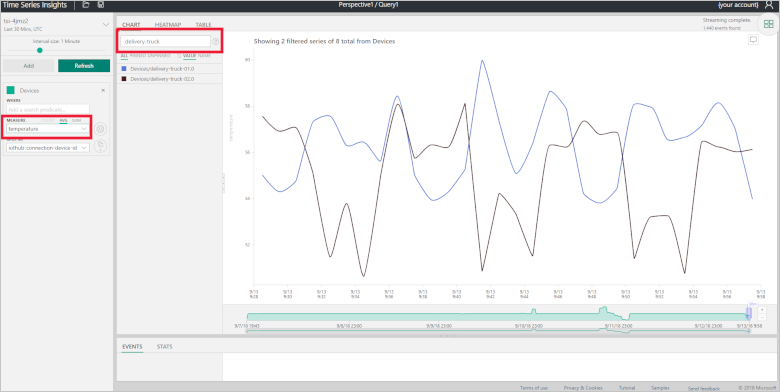 Time Series Insights
Perspective1 / Query1
(your account)
tsi-4jmz2
Last 30 Mins, UTC
Interval size: 1 Minute
Add
Refresh
Devices
WHERE
Add a search predicate...
MEASURE
AVG
SUM
temperature
iothub-connection-device-id
CHART
HEATMAP
TABLE
Streaming complete.
1,440 events found
delivery-truck
ALL
PINNED
VALUE
NAME
Devices/delivery-truck-01.0
Devices/delivery-truck-02.0
Showing 2 filtered series of 8 total from Devices
60
58
56
54
52
temperature
9/13 9:28
9/13 9:30
9/13 9:32
9/13 9:34
9/13 9:36
9/13 9:38
9/13 9:40
9/13 9:42
9/13 9:44
9/13 9:46
9/13 9:48
9/13 9:50
9/13 9:52
9/13 9:54
9/13 9:56
9/13 9:58
9/7/18 19:43
9/8/18 23:00
9/9/18 23:00
9/10/18 23:00
9/11/18 23:00
9/12/18 23:00
9/13/18 9:58
EVENTS
STATS
Terms of use
Privacy & Cookies
Tutorial
Samples
Send feedback
© 2018 Microsoft